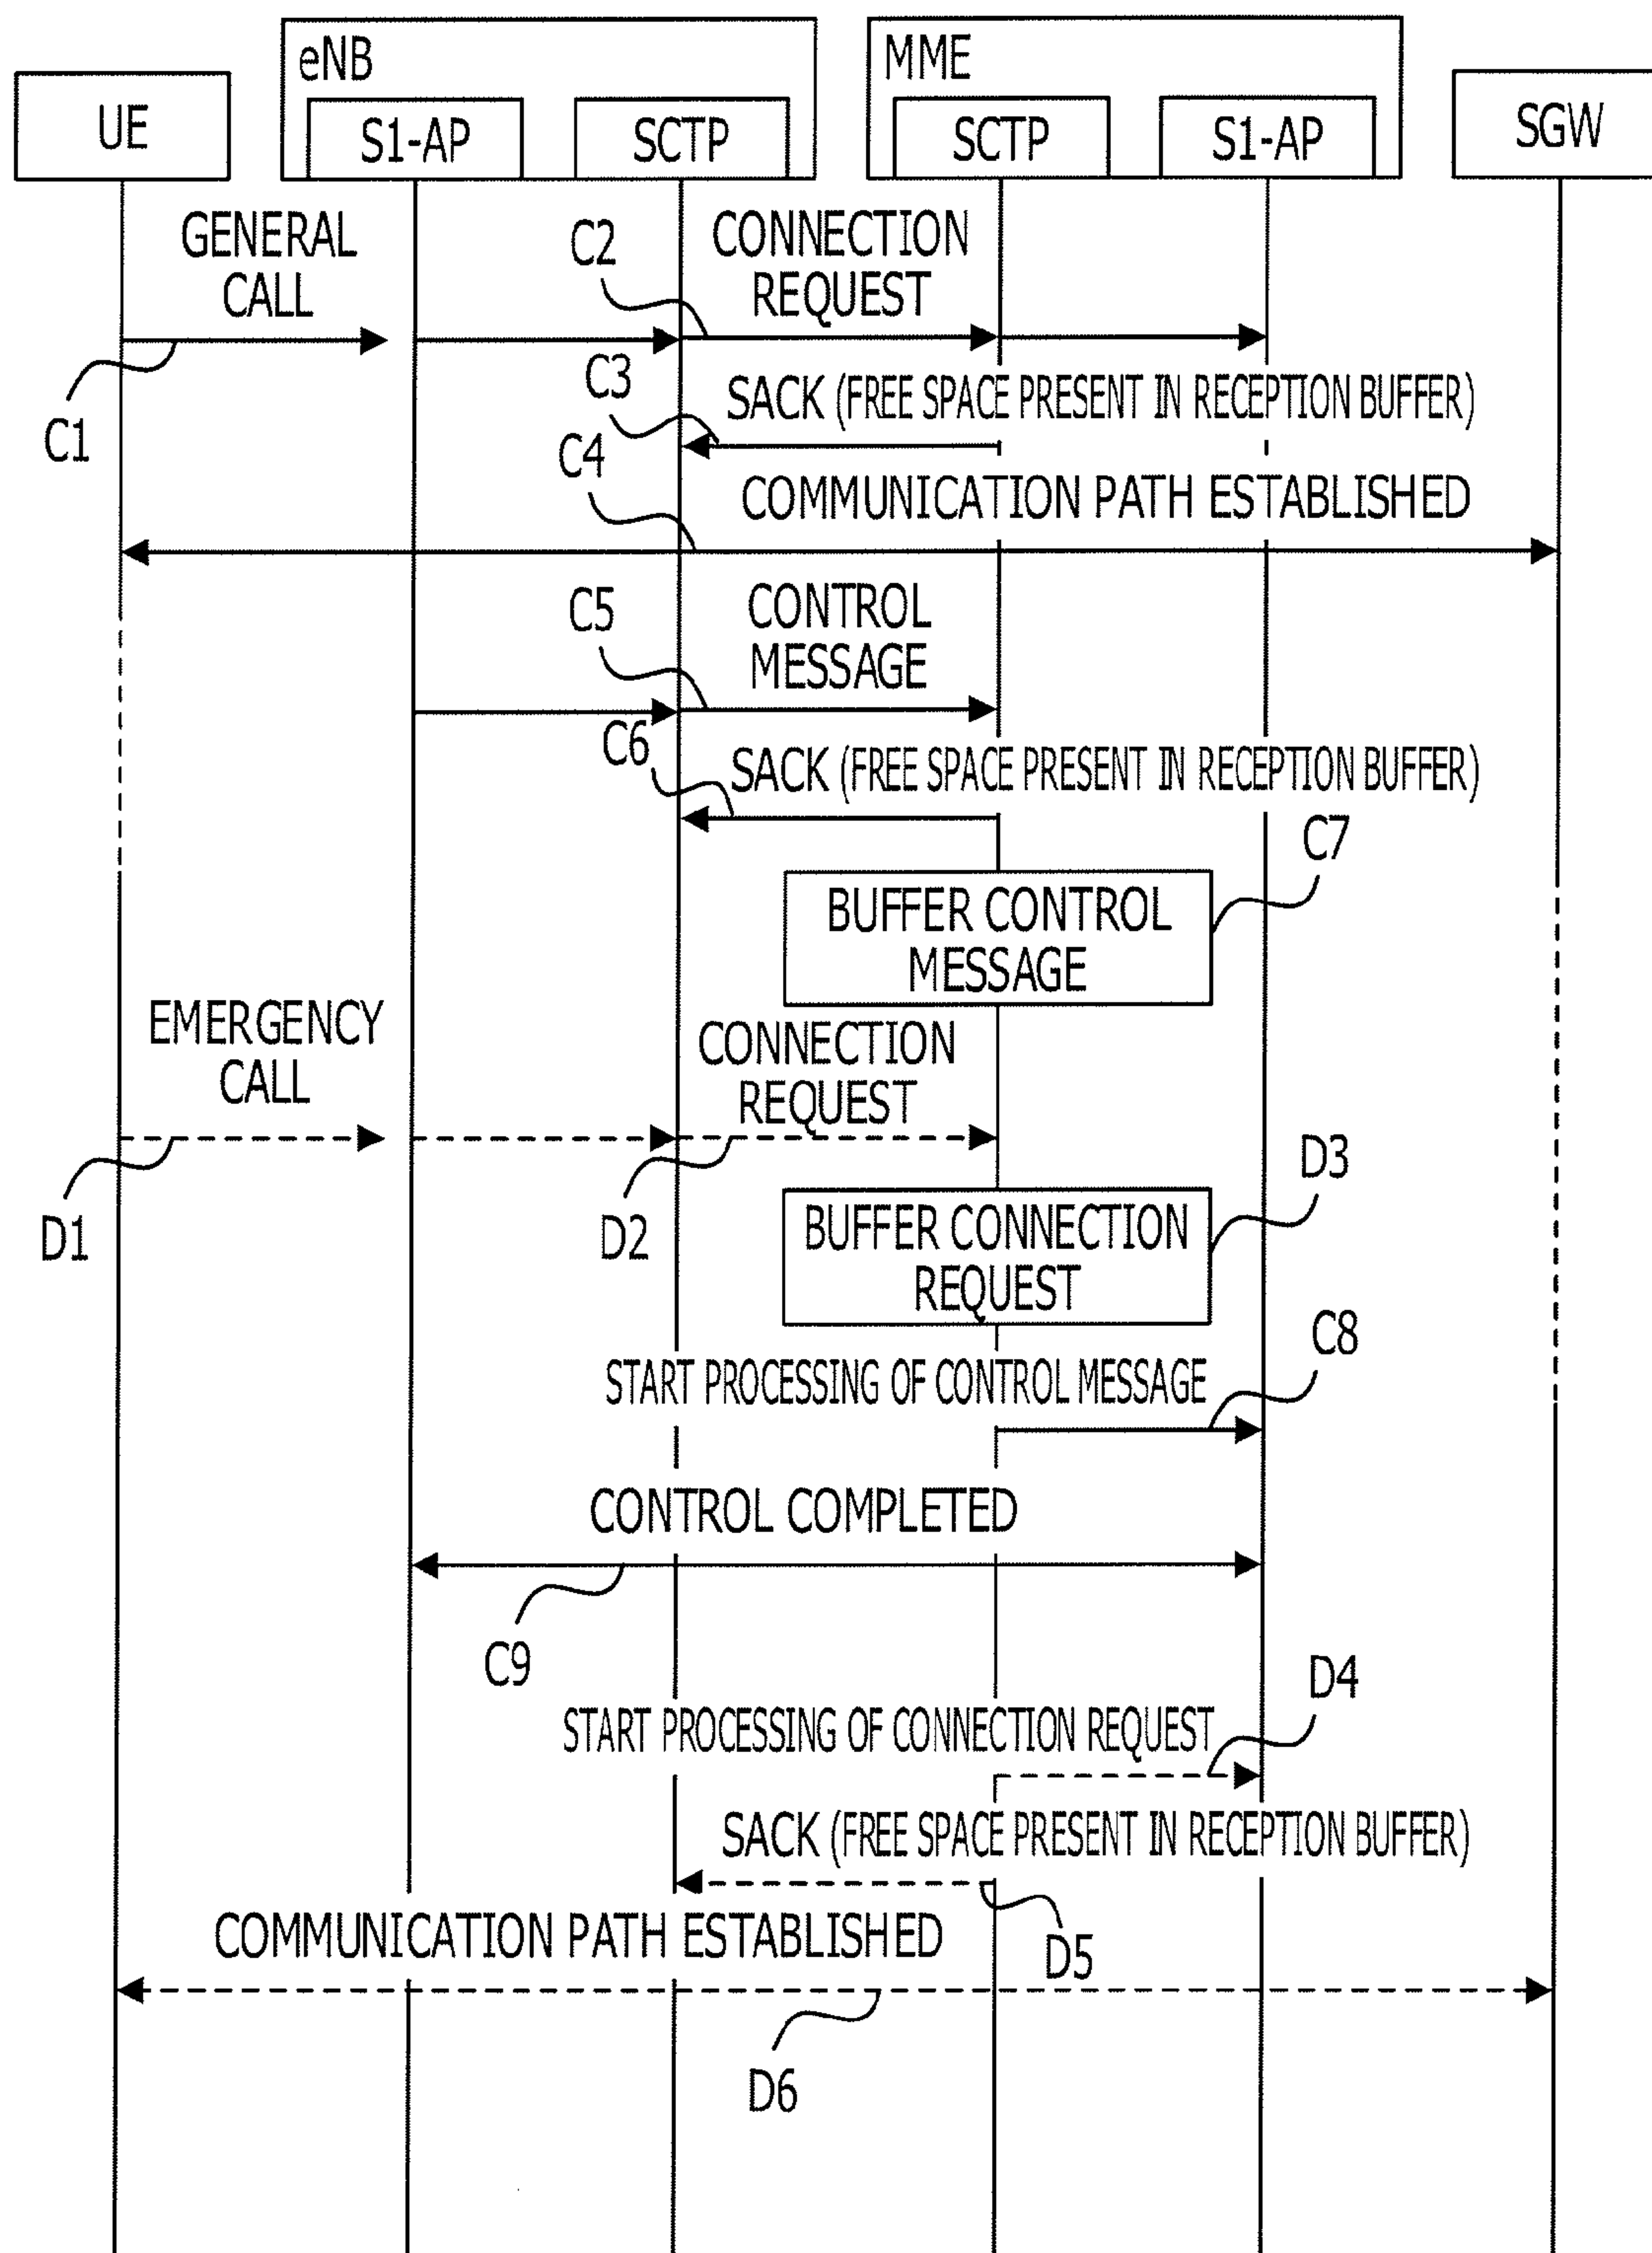 eNB
MME
UE
S1-AP
SCTP
SCTP
S1-AP
SGW
GENERAL
CALL
C2
CONNECTION
REQUEST
C1
C3
SACK (FREE SPACE PRESENT IN RECEPTION BUFFER)
C4
COMMUNICATION PATH ESTABLISHED
C5
CONTROL
MESSAGE
C6
SACK (FREE SPACE PRESENT IN RECEPTION BUFFER)
C7
BUFFER CONTROL
MESSAGE
EMERGENCY
CALL
CONNECTION
REQUEST
D1
D2
D3
BUFFER CONNECTION
REQUEST
C8
START PROCESSING OF CONTROL MESSAGE
CONTROL COMPLETED
C9
D4
START PROCESSING OF CONNECTION REQUEST
SACK (FREE SPACE PRESENT IN RECEPTION BUFFER)
COMMUNICATION PATH ESTABLISHED
D5
D6